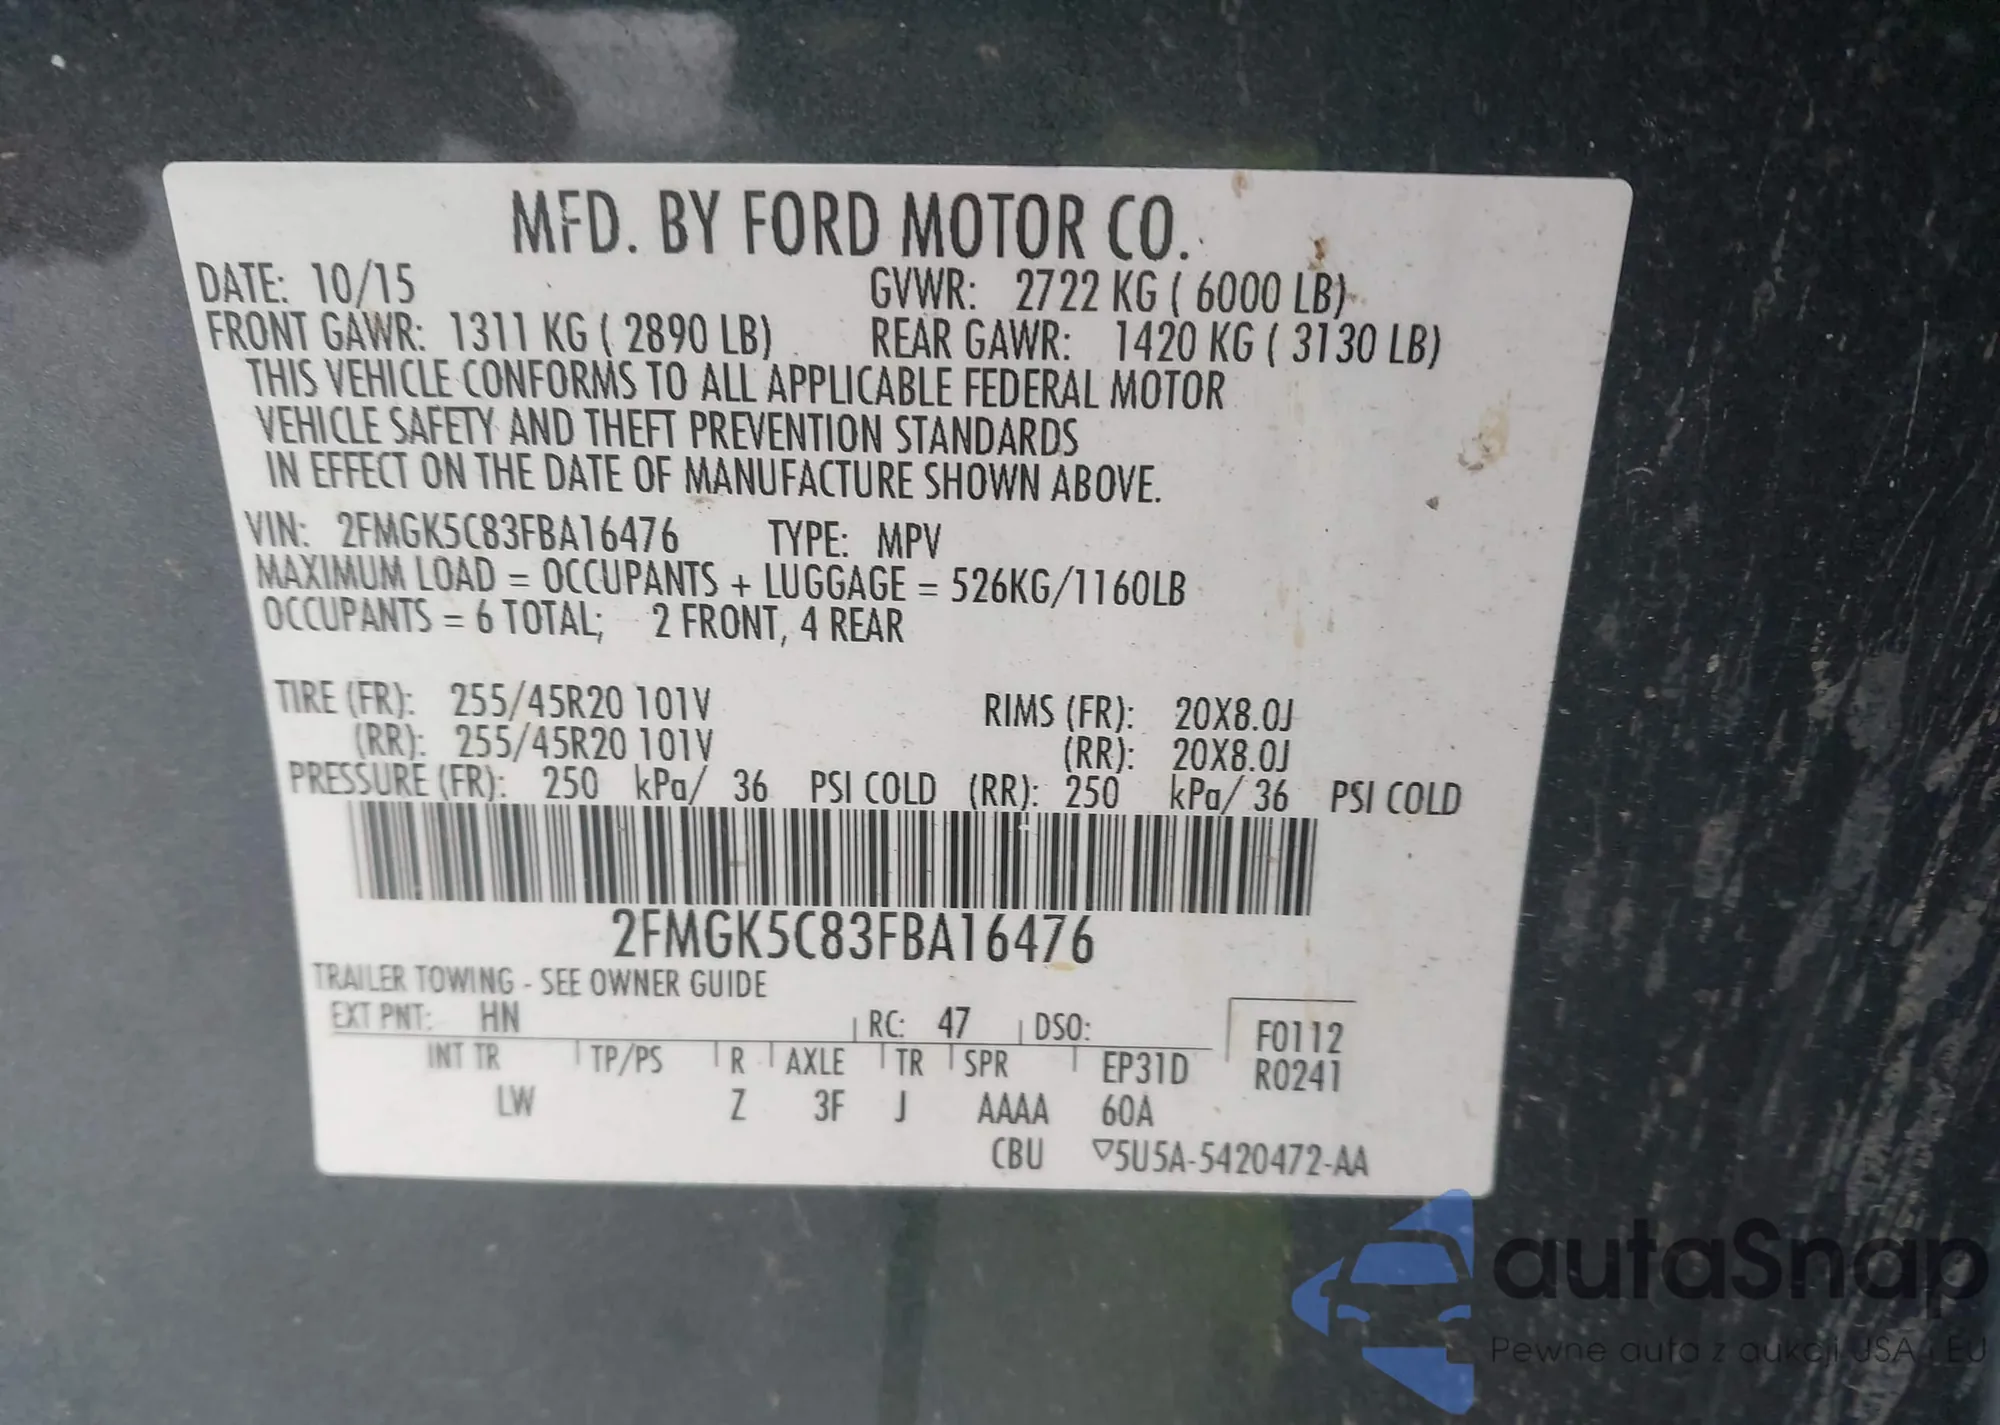 MFD. BY FORD MOTOR CO.
DATE: 10/15 GVWR: 2722 KG ( 6000 LB)
FRONT GAWR: 1311 KG ( 2890 LB) REAR GAWR: 1420 KG ( 3130 LB)
THIS VEHICLE CONFORMS TO ALL APPLICABLE FEDERAL MOTOR
VEHICLE SAFETY AND THEFT PREVENTION STANDARDS
IN EFFECT ON THE DATE OF MANUFACTURE SHOWN ABOVE.
VIN: 2FMGK5C83FBA16476 TYPE: MPV
MAXIMUM LOAD = OCCUPANTS + LUGGAGE = 526KG/1160LB
OCCUPANTS = 6 TOTAL; 2 FRONT, 4 REAR
TIRE (FR): 255/45R20 101V RIMS (FR): 20X8.0J
(RR): 255/45R20 101V (RR): 20X8.0J
PRESSURE (FR): 250 kPa/ 36 PSI COLD (RR): 250 kPa/ 36 PSI COLD
2FMGK5C83FBA16476
TRAILER TOWING - SEE OWNER GUIDE
EXT PNT: HN RC: 47 DSO: F0112
INT TR TP/PS R AXLE TR SPR EP31D R0241
LW Z 3F J AAAA 60A
CBU ▽5U5A-5420472-AA
autaSnap
Pewne auta z aukcji USA i EU